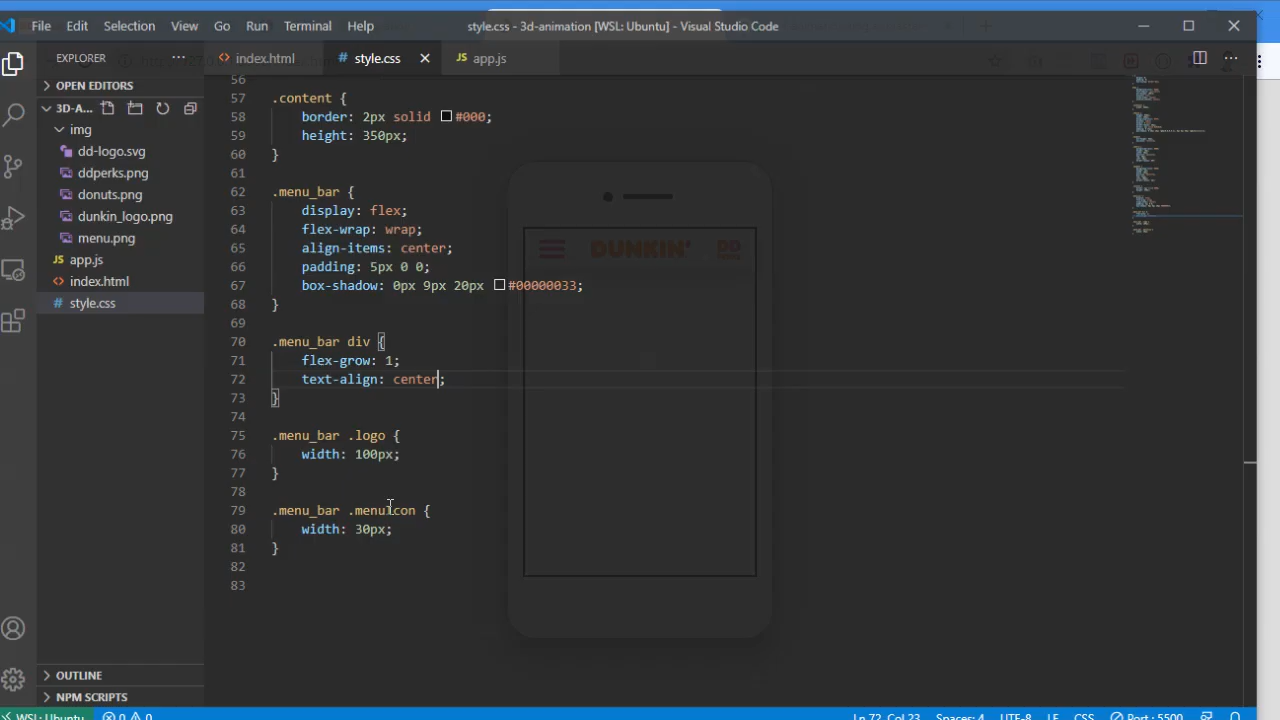 File Edit Selection View Go Run Terminal Help
style.css - 3d-animation [WSL: Ubuntu] - Visual Studio Code
EXPLORER
index.html
style.css
app.js
OPEN EDITORS
3D-A...
img
dd-logo.svg
ddperks.png
donuts.png
dunkin_logo.png
menu.png
app.js
index.html
style.css
OUTLINE
NPM SCRIPTS
56
57 .content {
58 border: 2px solid #000;
59 height: 350px;
60 }
61
62 .menu_bar {
63 display: flex;
64 flex-wrap: wrap;
65 align-items: center;
66 padding: 5px 0 0;
67 box-shadow: 0px 9px 20px #00000033;
68 }
69
70 .menu_bar div {
71 flex-grow: 1;
72 text-align: center;
73 }
74
75 .menu_bar .logo {
76 width: 100px;
77 }
78
79 .menu_bar .menuicon {
80 width: 30px;
81 }
82
83
DUNKIN'
DD
WSL: Ubuntu 0 0
Ln 72, Col 23 Spaces: 4 UTF-8 LF CSS Port : 5500